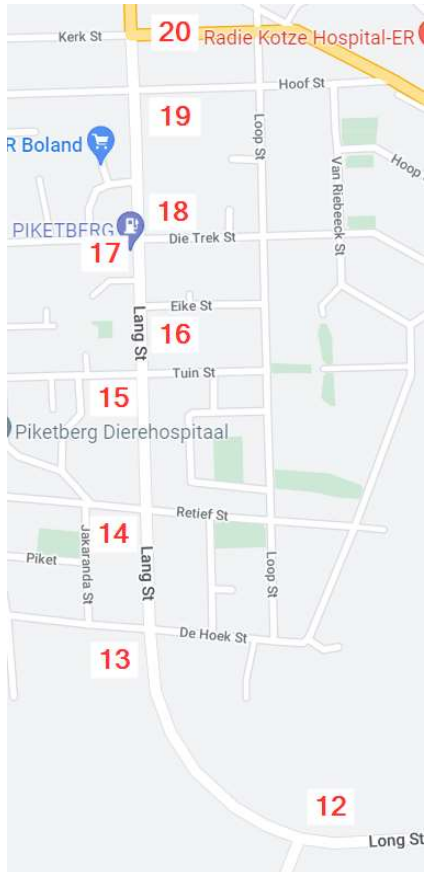 Kerk St
20
Radie Kotze Hospital-ER
Hoof St
19
Loop St
R Boland
Van Riebeeck St
Hoop
18
PIKETBERG
17
Die Trek St
Eike St
Lang St
16
Tuin St
15
Piketberg Dierehospitaal
Retief St
14
Piket
Jakaranda St
Lang St
Loop St
De Hoek St
13
12
Long St